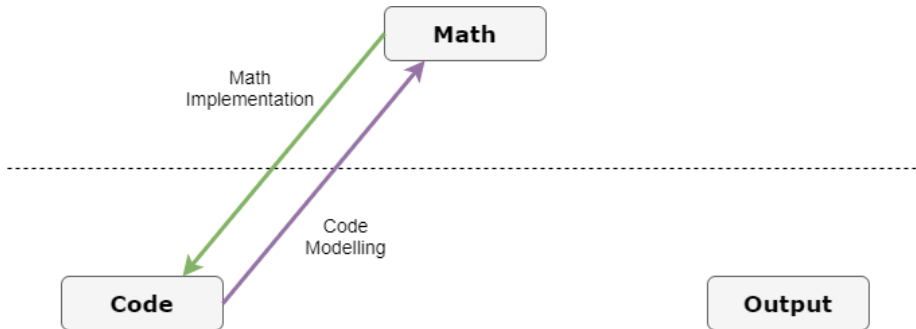 Math
Math
Implementation
Code
Modelling
Code
Output